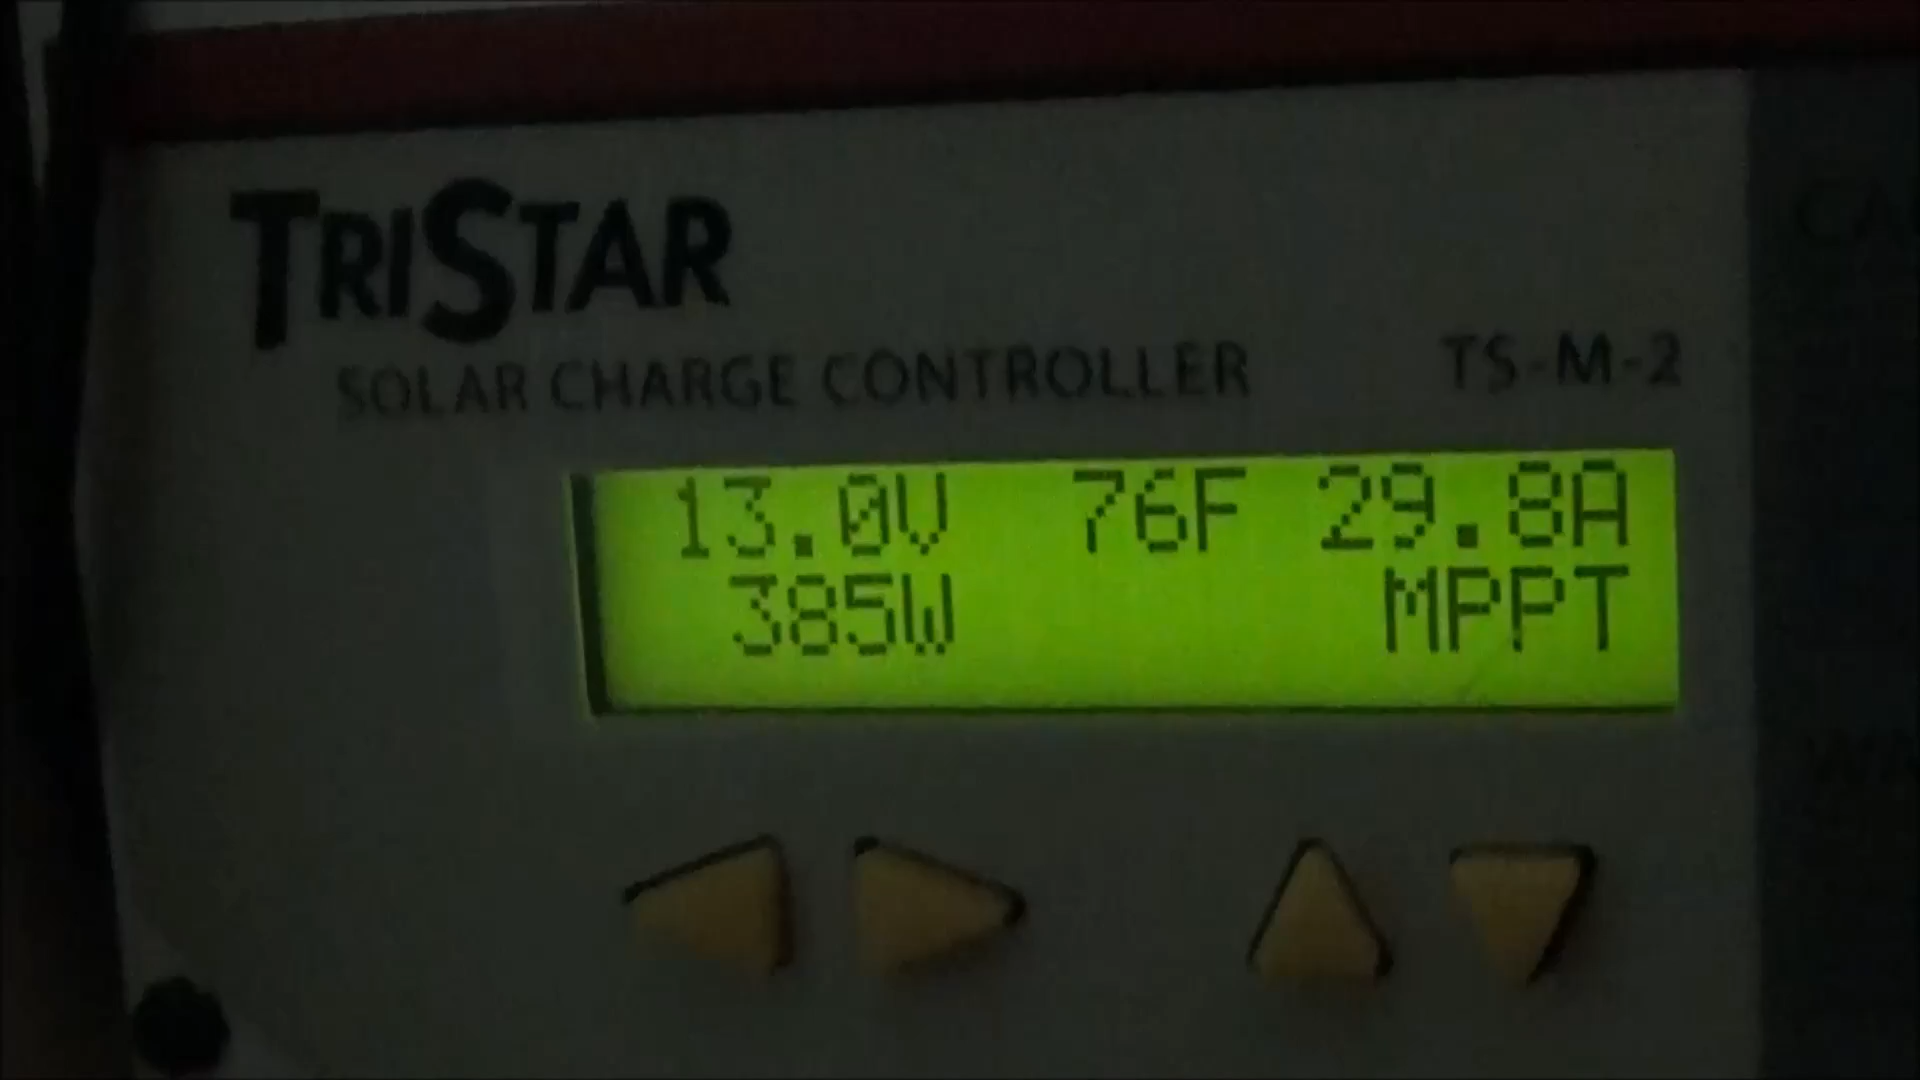 TRISTAR
SOLAR CHARGE CONTROLLER
TS-M-2
13.0V 76F 29.8A
385W MPPT